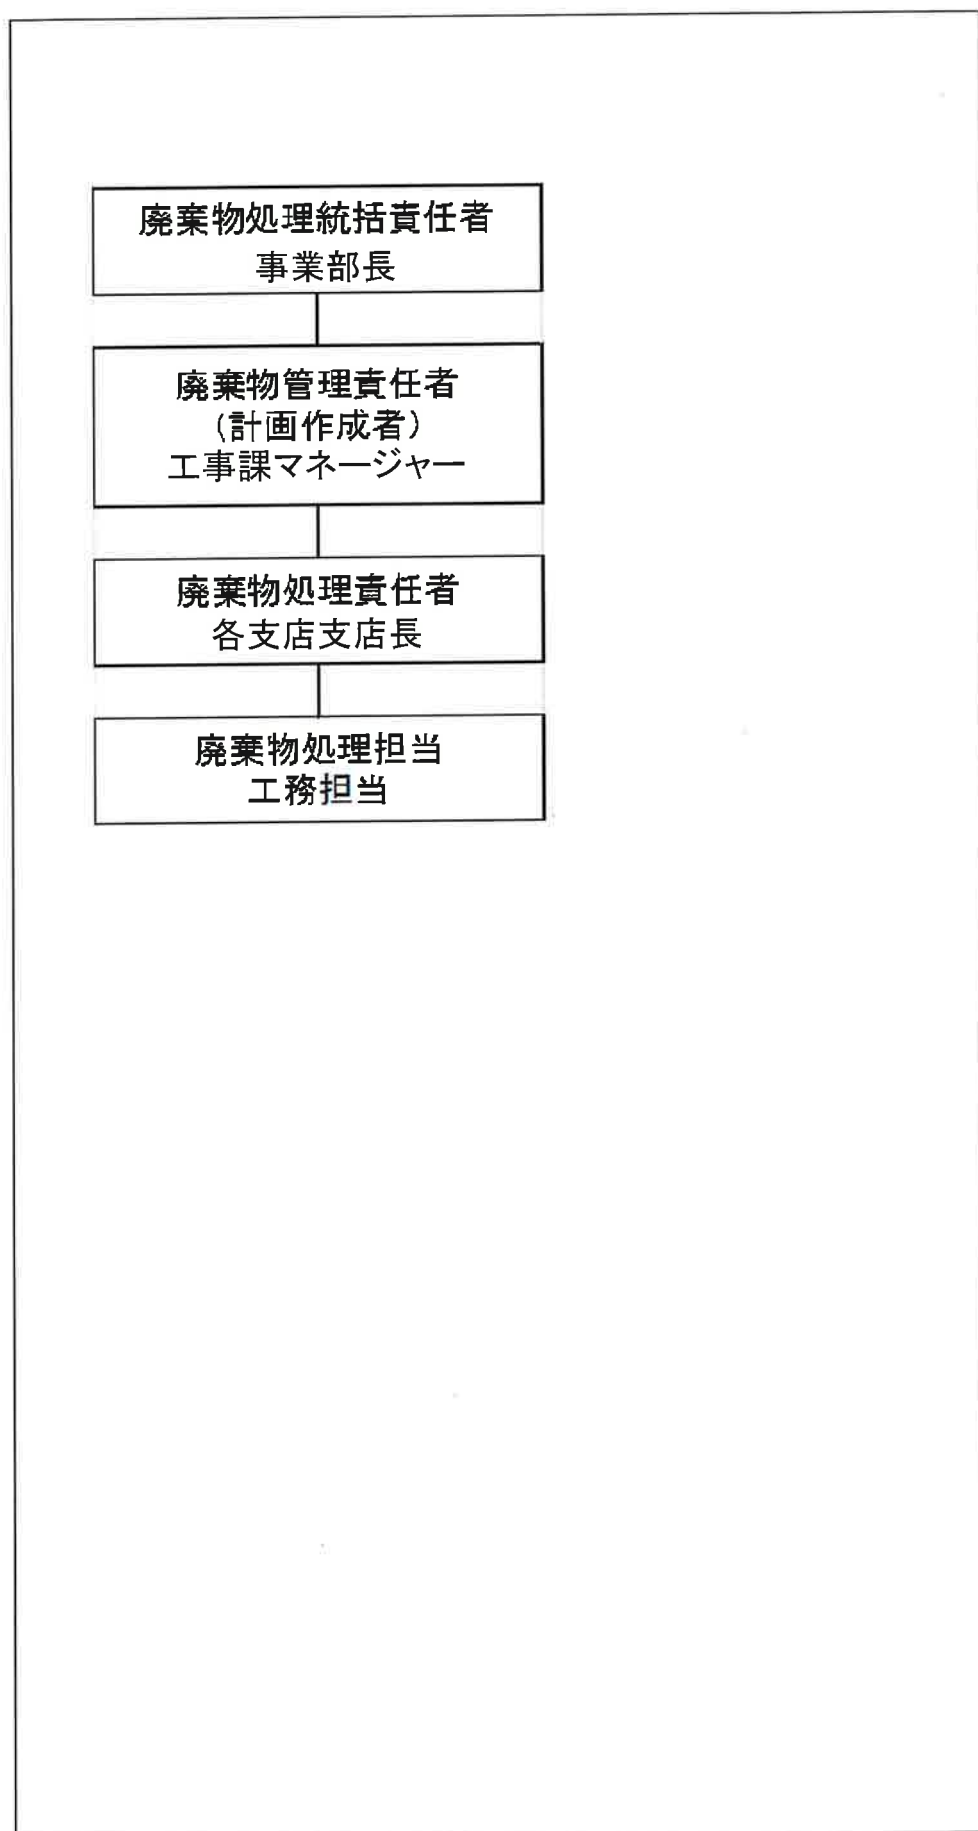 廃棄物処理統括責任者
事業部長
廃棄物管理責任者
(計画作成者)
工事課マネージャー
廃棄物処理責任者
各支店支店長
廃棄物処理担当
工務担当